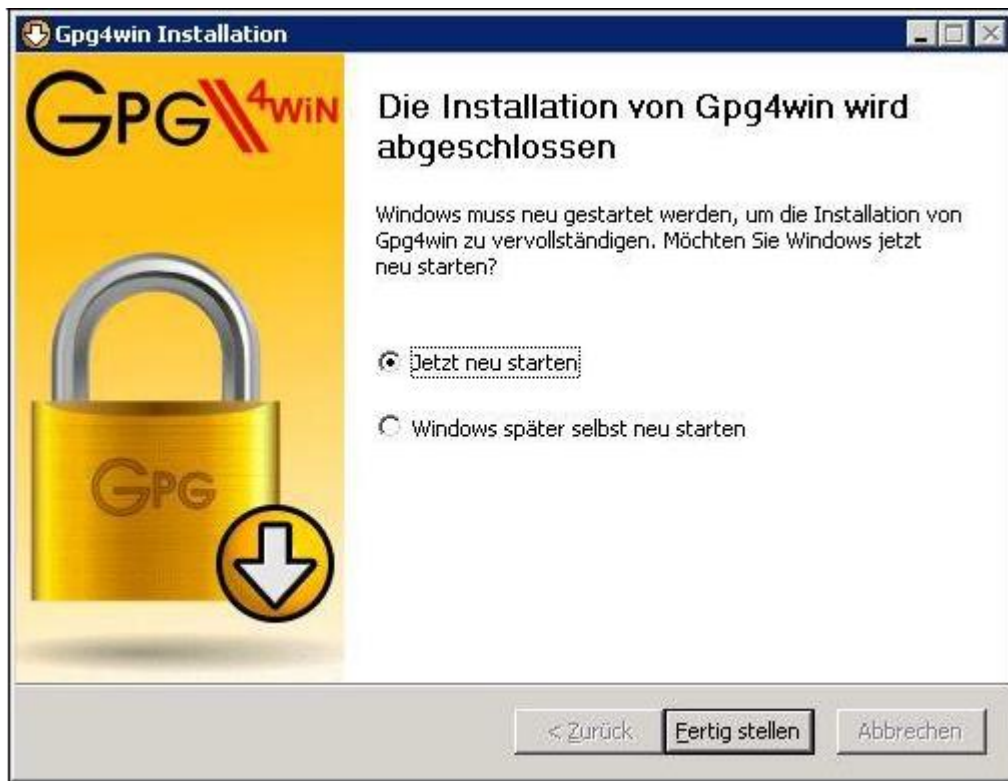 Gpg4win Installation
GPG4WIN
Die Installation von Gpg4win wird
abgeschlossen
Windows muss neu gestartet werden, um die Installation von
Gpg4win zu vervollständigen. Möchten Sie Windows jetzt
neu starten?
Jetzt neu starten
Windows später selbst neu starten
GPG
< Zurück
Fertig stellen
Abbrechen